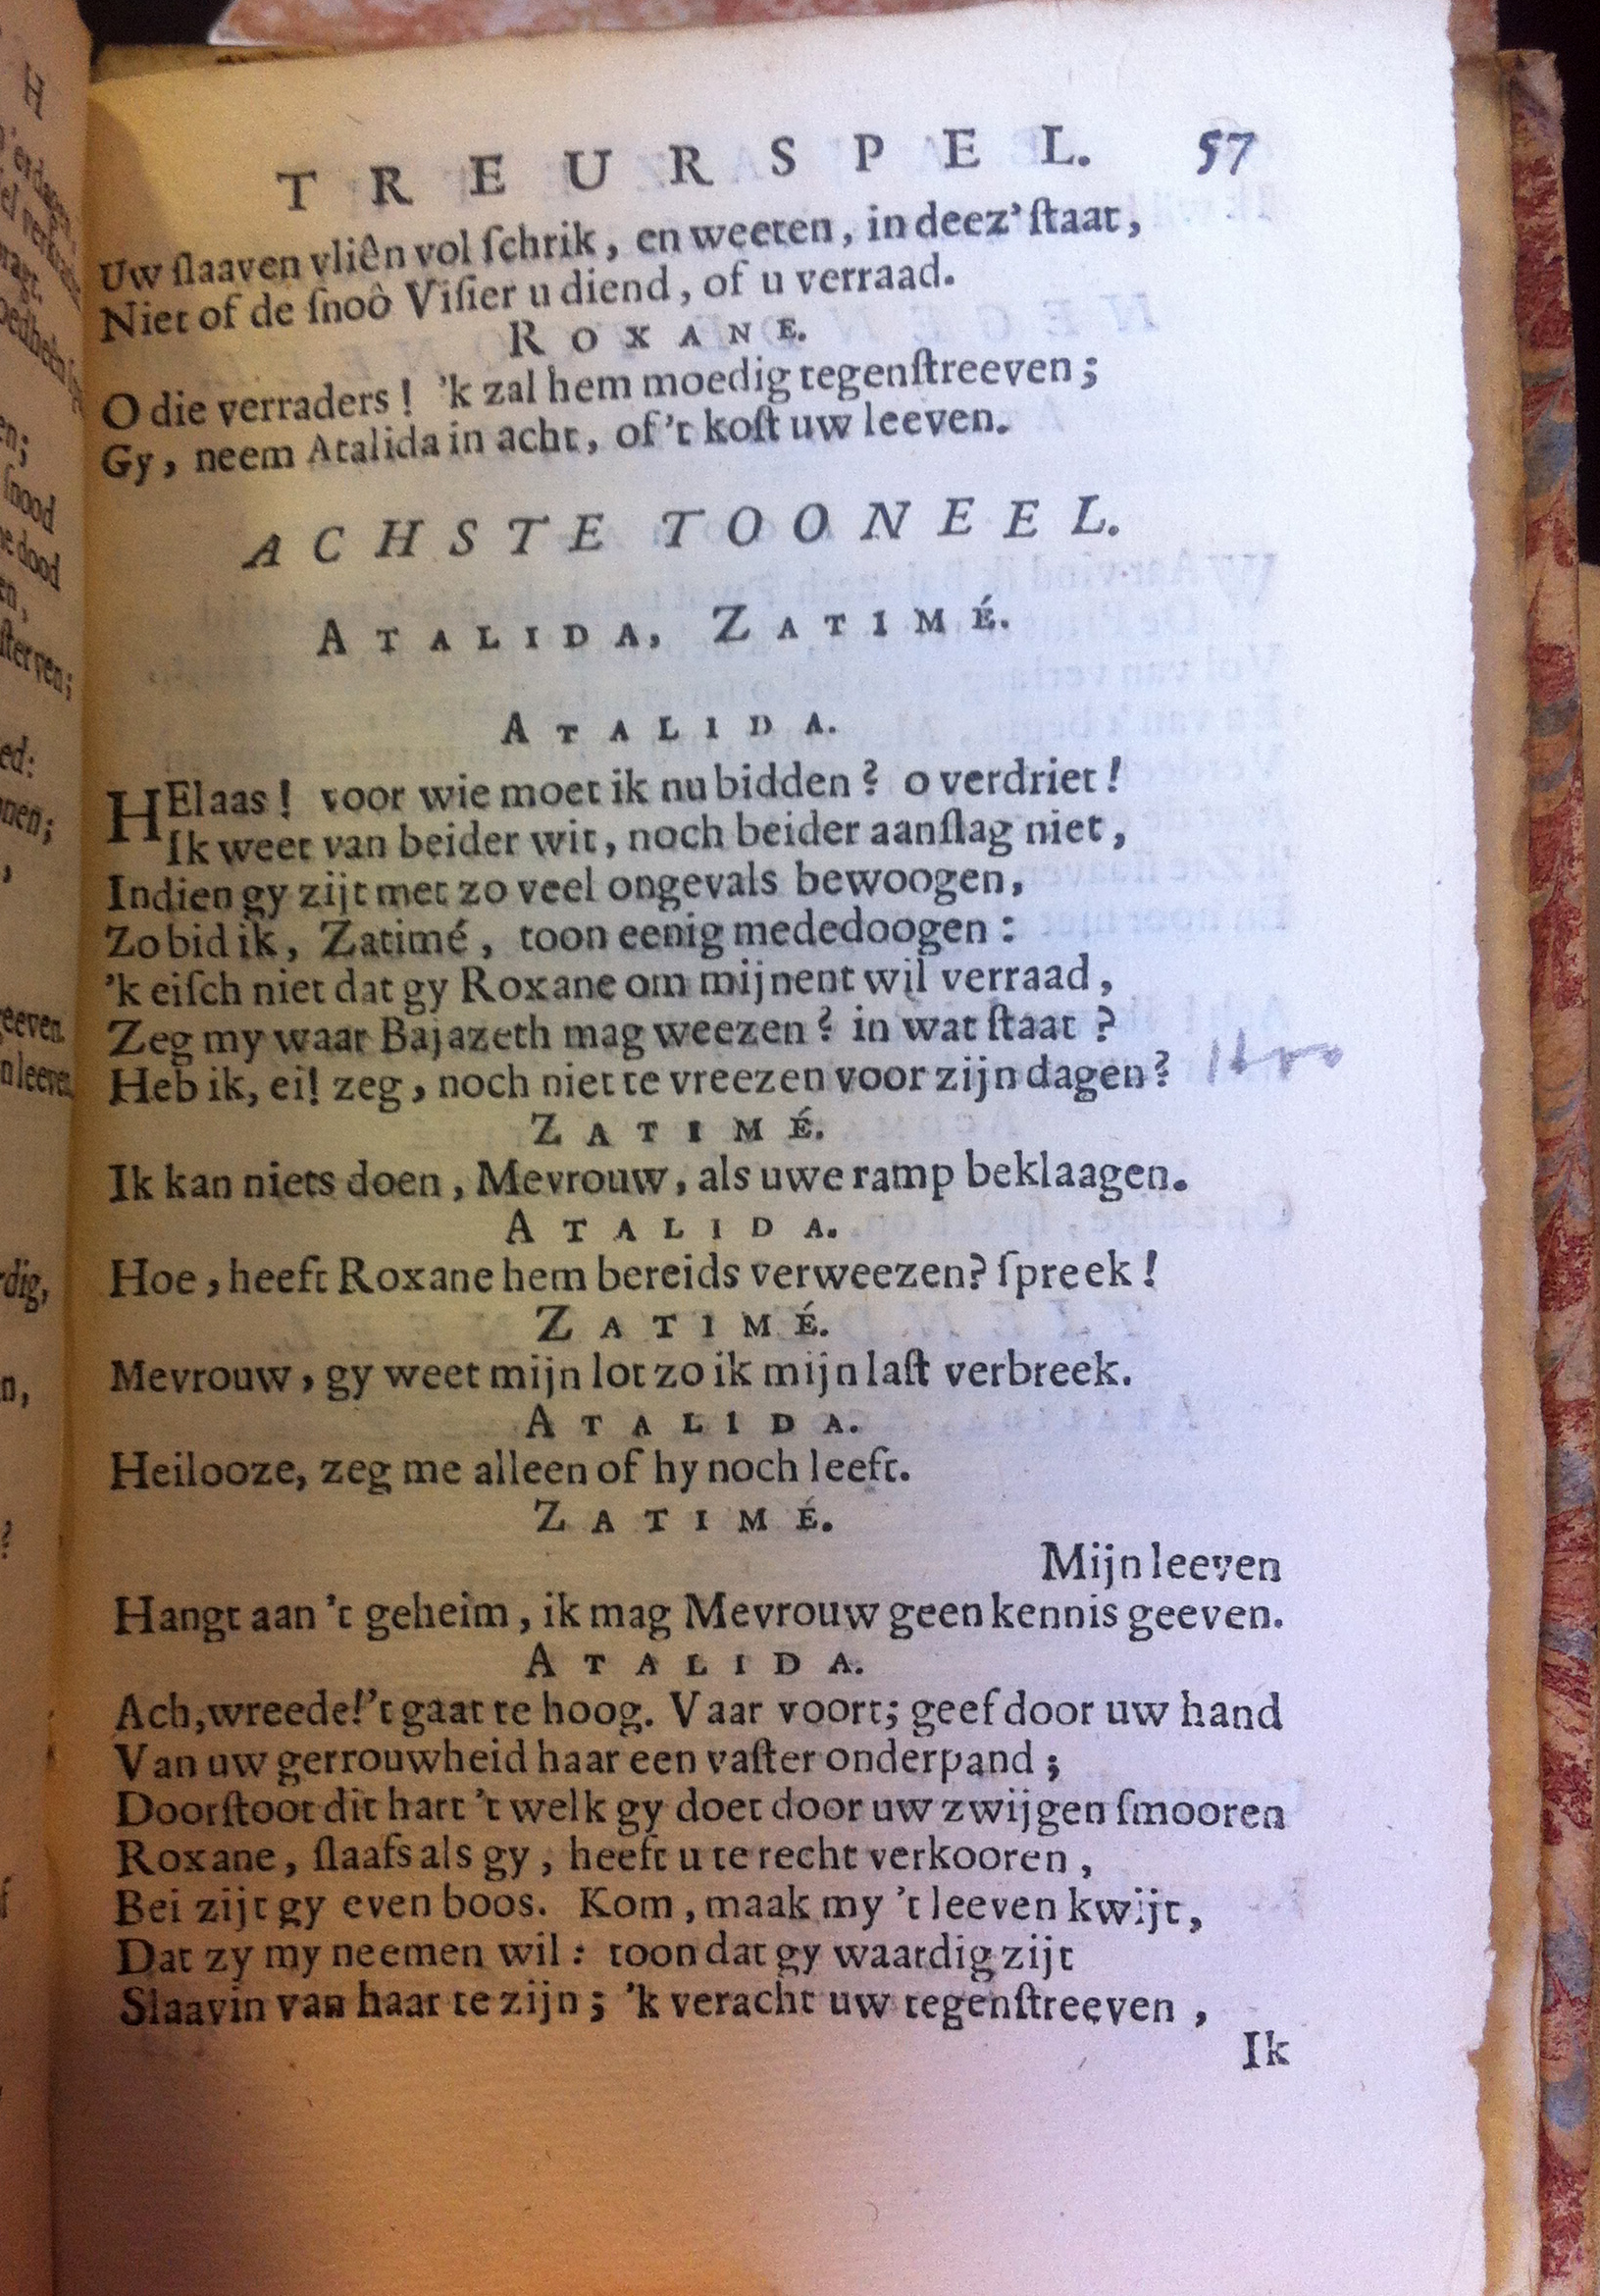 TREURSPEL. 57
Uw ſlaaven vliên vol ſchrik, en weeten, in deez' ſtaat,
Niet of de ſnoô Viſier u diend, of u verraad.
ROXANE.
O die verraders! 'k zal hem moedig tegenſtreeven;
Gy, neem Atalida in acht, of 't koſt uw leeven.
ACHSTE TOONEEL.
ATALIDA, ZATIMÉ.
ATALIDA.
HElaas! voor wie moet ik nu bidden? o verdriet!
Ik weet van beider wit, noch beider aanſlag niet,
Indien gy zijt met zo veel ongevals bewoogen,
Zo bid ik, Zatimé, toon eenig mededoogen:
'k eiſch niet dat gy Roxane om mijnent wil verraad,
Zeg my waar Bajazeth mag weezen? in wat ſtaat?
Heb ik, ei! zeg, noch niet te vreezen voor zijn dagen?
ZATIMÉ.
Ik kan niets doen, Mevrouw, als uwe ramp beklaagen.
ATALIDA.
Hoe, heeft Roxane hem bereids verweezen? ſpreek!
ZATIMÉ.
Mevrouw, gy weet mijn lot zo ik mijn laſt verbreek.
ATALIDA.
Heilooze, zeg me alleen of hy noch leeft.
ZATIMÉ.
Mijn leeven
Hangt aan 't geheim, ik mag Mevrouw geen kennis geeven.
ATALIDA.
Ach, wreede! 't gaat te hoog. Vaar voort; geef door uw hand
Van uw getrouwheid haar een vaſter onderpand;
Doorſtoot dit hart 't welk gy doet door uw zwijgen ſmooren
Roxane, ſlaafs als gy, heeft u te recht verkooren,
Bei zijt gy even boos. Kom, maak my 't leeven kwijt,
Dat zy my neemen wil: toon dat gy waardig zijt
Slaavin van haar te zijn; 'k veracht uw tegenſtreeven,
Ik